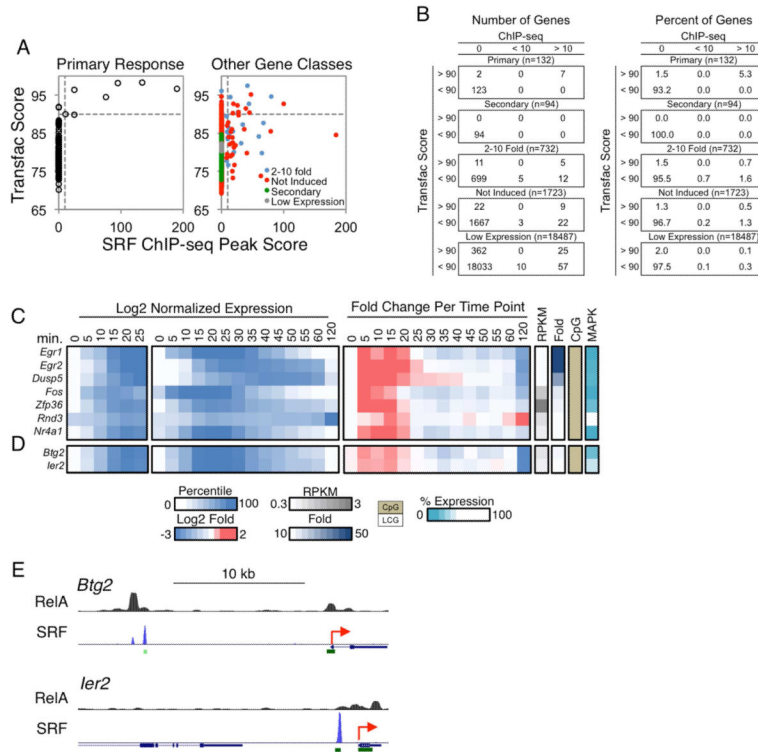 A
Primary Response
Other Gene Classes
Transfac Score
95
85
75
65
0
100
200
95
85
75
65
0
100
200
2-10 fold
Not Induced
Secondary
Low Expression
SRF ChIP-seq Peak Score
B
Number of Genes
ChIP-seq
0 < 10 > 10
Transfac Score
Primary (n=132)
> 90 2 0 7
< 90 123 0 0
Secondary (n=94)
> 90 0 0 0
< 90 94 0 0
2-10 Fold (n=732)
> 90 11 0 5
< 90 699 5 12
Not Induced (n=1723)
> 90 22 0 9
< 90 1667 3 22
Low Expression (n=18487)
> 90 362 0 25
< 90 18033 10 57
Percent of Genes
ChIP-seq
0 < 10 > 10
Transfac Score
Primary (n=132)
> 90 1.5 0.0 5.3
< 90 93.2 0.0 0.0
Secondary (n=94)
> 90 0.0 0.0 0.0
< 90 100.0 0.0 0.0
2-10 Fold (n=732)
> 90 1.5 0.0 0.7
< 90 95.5 0.7 1.6
Not Induced (n=1723)
> 90 1.3 0.0 0.5
< 90 96.7 0.2 1.3
Low Expression (n=18487)
> 90 2.0 0.0 0.1
< 90 97.5 0.1 0.3
C
Log2 Normalized Expression
Fold Change Per Time Point
min.
0 5 10 15 20 25
0 5 10 15 20 25 30 35 40 45 50 55 60 120
0 5 10 15 20 25 30 35 40 45 50 55 60 120
RPKM
Fold
CpG
MAPK
Egr1
Egr2
Dusp5
Fos
Zfp36
Rnd3
Nr4a1
D
Btg2
Ier2
Percentile
0 100
Log2 Fold
-3 2
RPKM
0.3 3
Fold
10 50
CpG
LCG
% Expression
0 100
E
Btg2
10 kb
RelA
SRF
Ier2
RelA
SRF